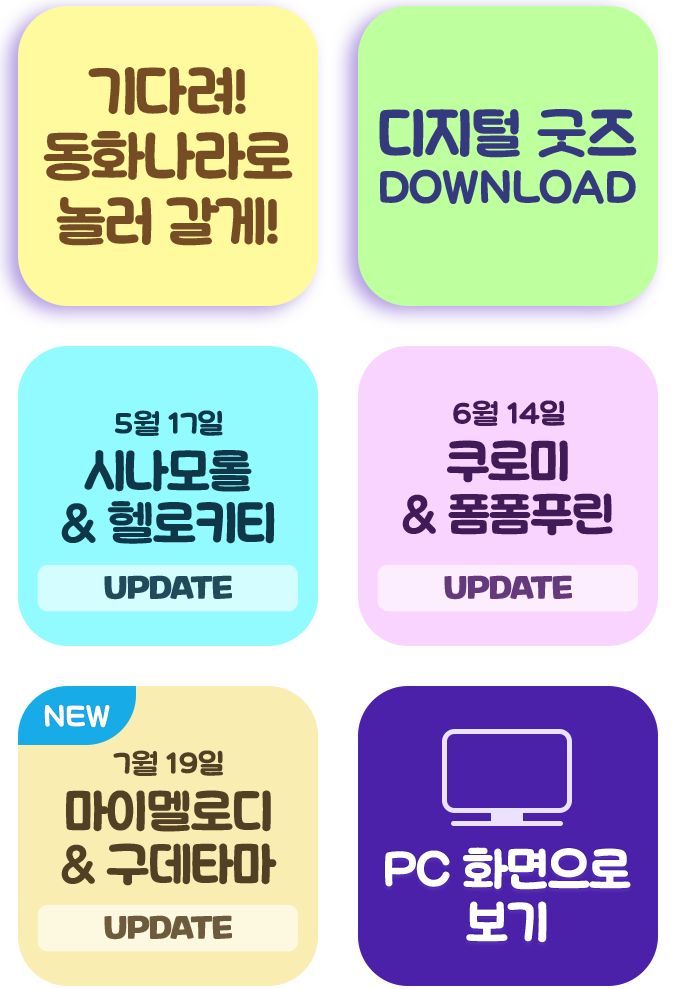 기다려!
동화나라로
놀러 갈게!
디지털 굿즈
DOWNLOAD
5월 17일
시나모롤
& 헬로키티
UPDATE
6월 14일
쿠로미
& 폼폼푸린
UPDATE
NEW
7월 19일
마이멜로디
& 구데타마
UPDATE
PC 화면으로
보기